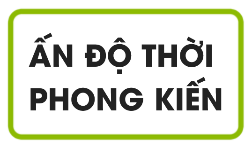 ẤN ĐỘ THỜI
PHONG KIẾN